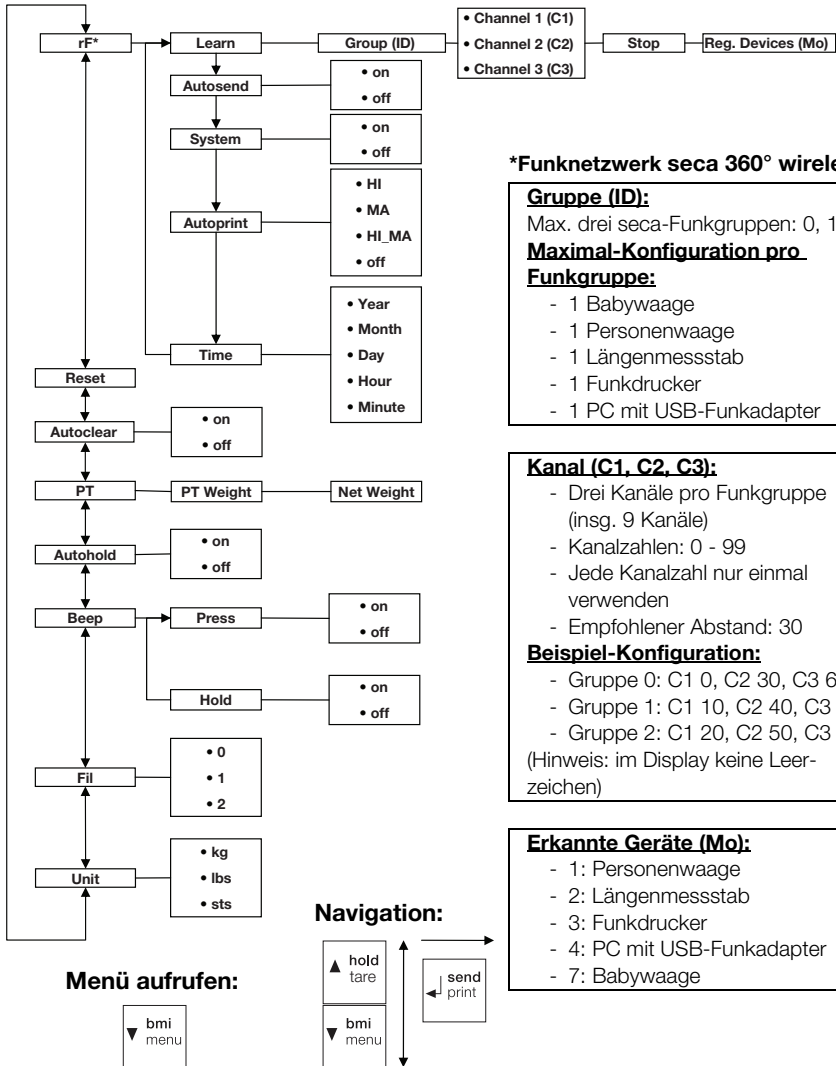 • Channel 1 (C1)
rF*
Learn
Group (ID)
• Channel 2 (C2)
Stop
Reg. Devices (Mo)
• Channel 3 (C3)
Autosend
• on
• off
System
• on
• off
Autoprint
• HI
• MA
• HI_MA
• off
Time
• Year
• Month
• Day
• Hour
• Minute
Reset
Autoclear
• on
• off
PT
PT Weight
Net Weight
Autohold
• on
• off
Beep
Press
• on
• off
Hold
• on
• off
Fil
• 0
• 1
• 2
Unit
• kg
• lbs
• sts
Menü aufrufen:
▼ bmi
menu
Navigation:
▲ hold
tare
▼ bmi
menu
send
print
*Funknetzwerk seca 360° wirele
Gruppe (ID):
Max. drei seca-Funkgruppen: 0, 1
Maximal-Konfiguration pro
Funkgruppe:
- 1 Babywaage
- 1 Personenwaage
- 1 Längenmessstab
- 1 Funkdrucker
- 1 PC mit USB-Funkadapter
Kanal (C1, C2, C3):
- Drei Kanäle pro Funkgruppe
(insg. 9 Kanäle)
- Kanalzahlen: 0 - 99
- Jede Kanalzahl nur einmal
verwenden
- Empfohlener Abstand: 30
Beispiel-Konfiguration:
- Gruppe 0: C1 0, C2 30, C3 6
- Gruppe 1: C1 10, C2 40, C3
- Gruppe 2: C1 20, C2 50, C3
(Hinweis: im Display keine Leer-
zeichen)
Erkannte Geräte (Mo):
- 1: Personenwaage
- 2: Längenmessstab
- 3: Funkdrucker
- 4: PC mit USB-Funkadapter
- 7: Babywaage